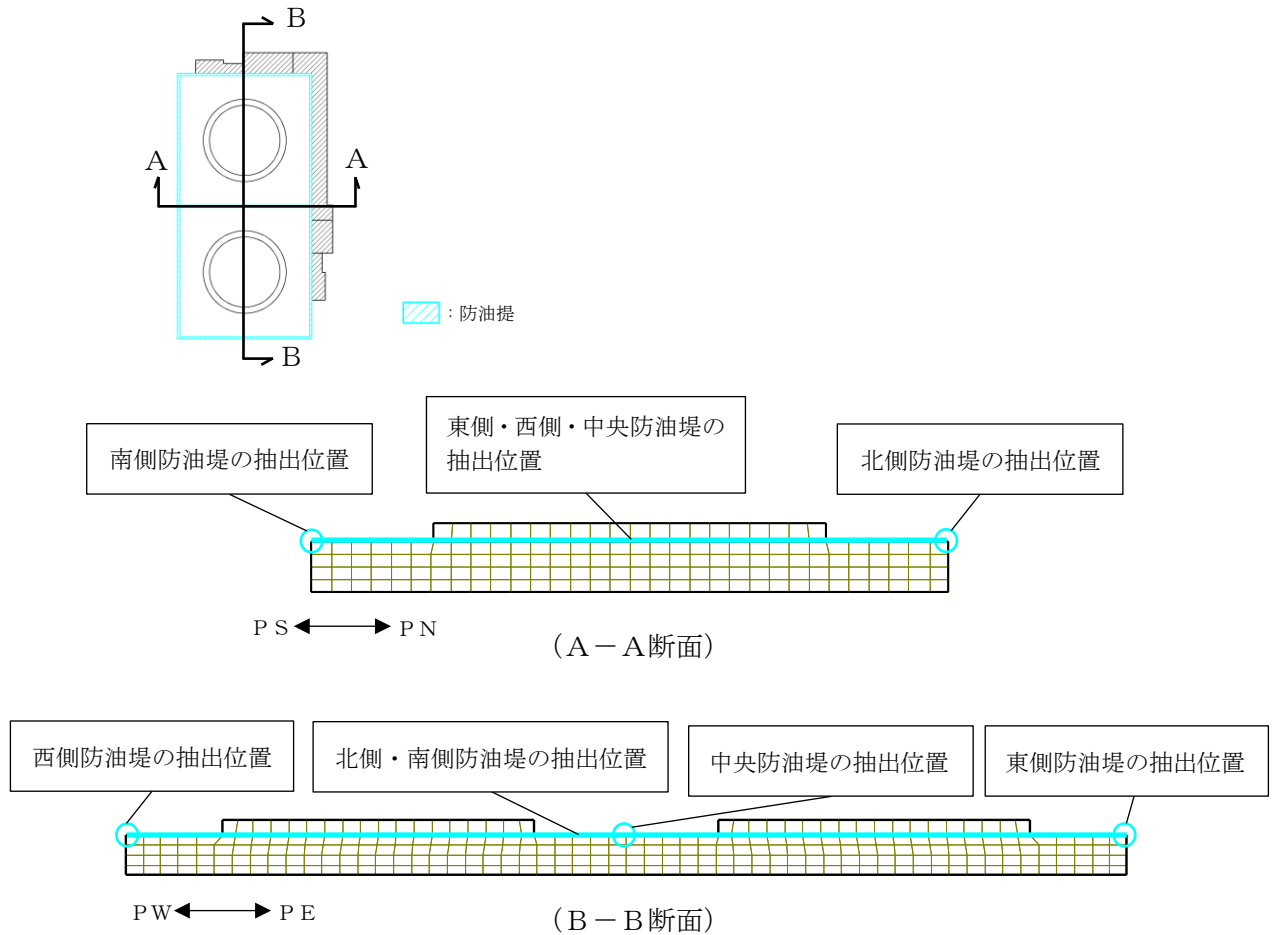 B
A
A
B
：防油提
南側防油堤の抽出位置
東側・西側・中央防油堤の
抽出位置
北側防油堤の抽出位置
ＰＳ
ＰＮ
（Ａ－Ａ断面）
西側防油堤の抽出位置
北側・南側防油堤の抽出位置
中央防油堤の抽出位置
東側防油堤の抽出位置
ＰＷ
ＰＥ
（Ｂ－Ｂ断面）